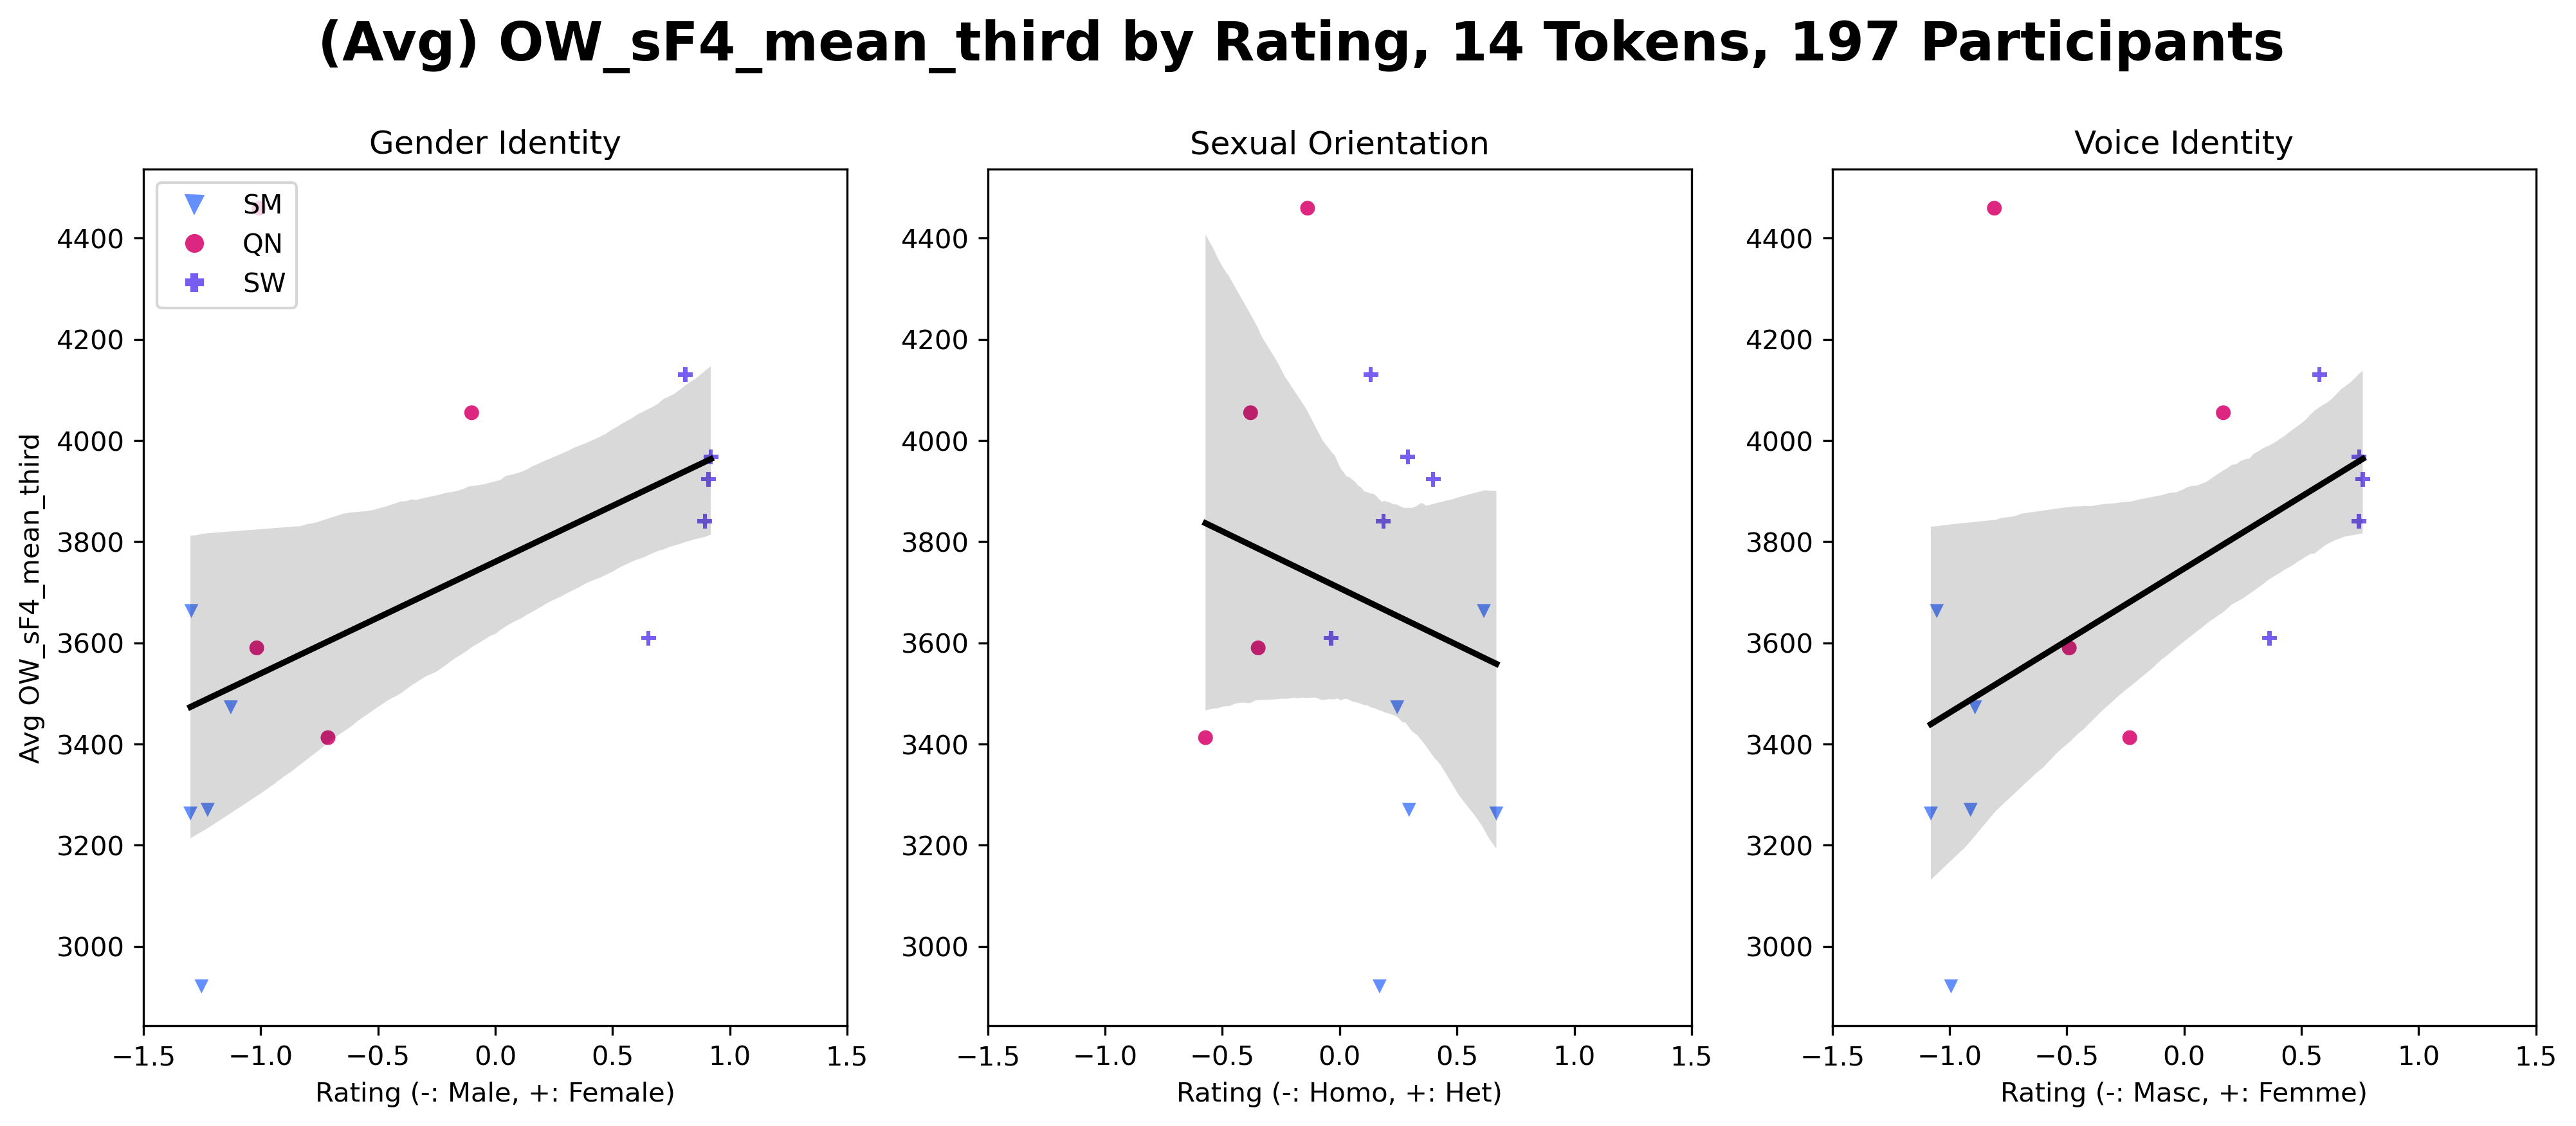 (Avg) OW_sF4_mean_third by Rating, 14 Tokens, 197 Participants
Gender Identity
Sexual Orientation
Voice Identity
SM
QN
SW
Avg OW_sF4_mean_third
4400
4200
4000
3800
3600
3400
3200
3000
−1.5 −1.0 −0.5 0.0 0.5 1.0 1.5
Rating (-: Male, +: Female)
4400
4200
4000
3800
3600
3400
3200
3000
−1.5 −1.0 −0.5 0.0 0.5 1.0 1.5
Rating (-: Homo, +: Het)
4400
4200
4000
3800
3600
3400
3200
3000
−1.5 −1.0 −0.5 0.0 0.5 1.0 1.5
Rating (-: Masc, +: Femme)